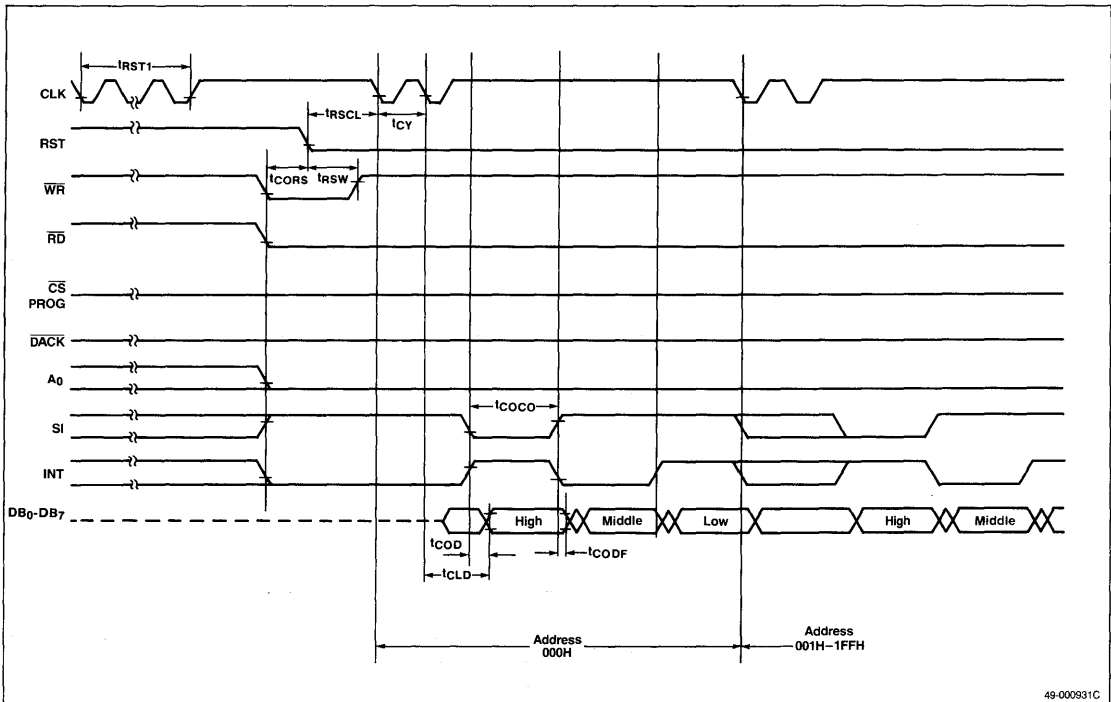 tRST1
CLK
tRSCL
tCY
RST
tCORS
tRSW
WR
RD
CS
PROG
DACK
A0
tCOCO
SI
INT
DB0-DB7
High
Middle
Low
High
Middle
tCOD
tCODF
tCLD
Address
000H
Address
001H–1FFH
49-000931C